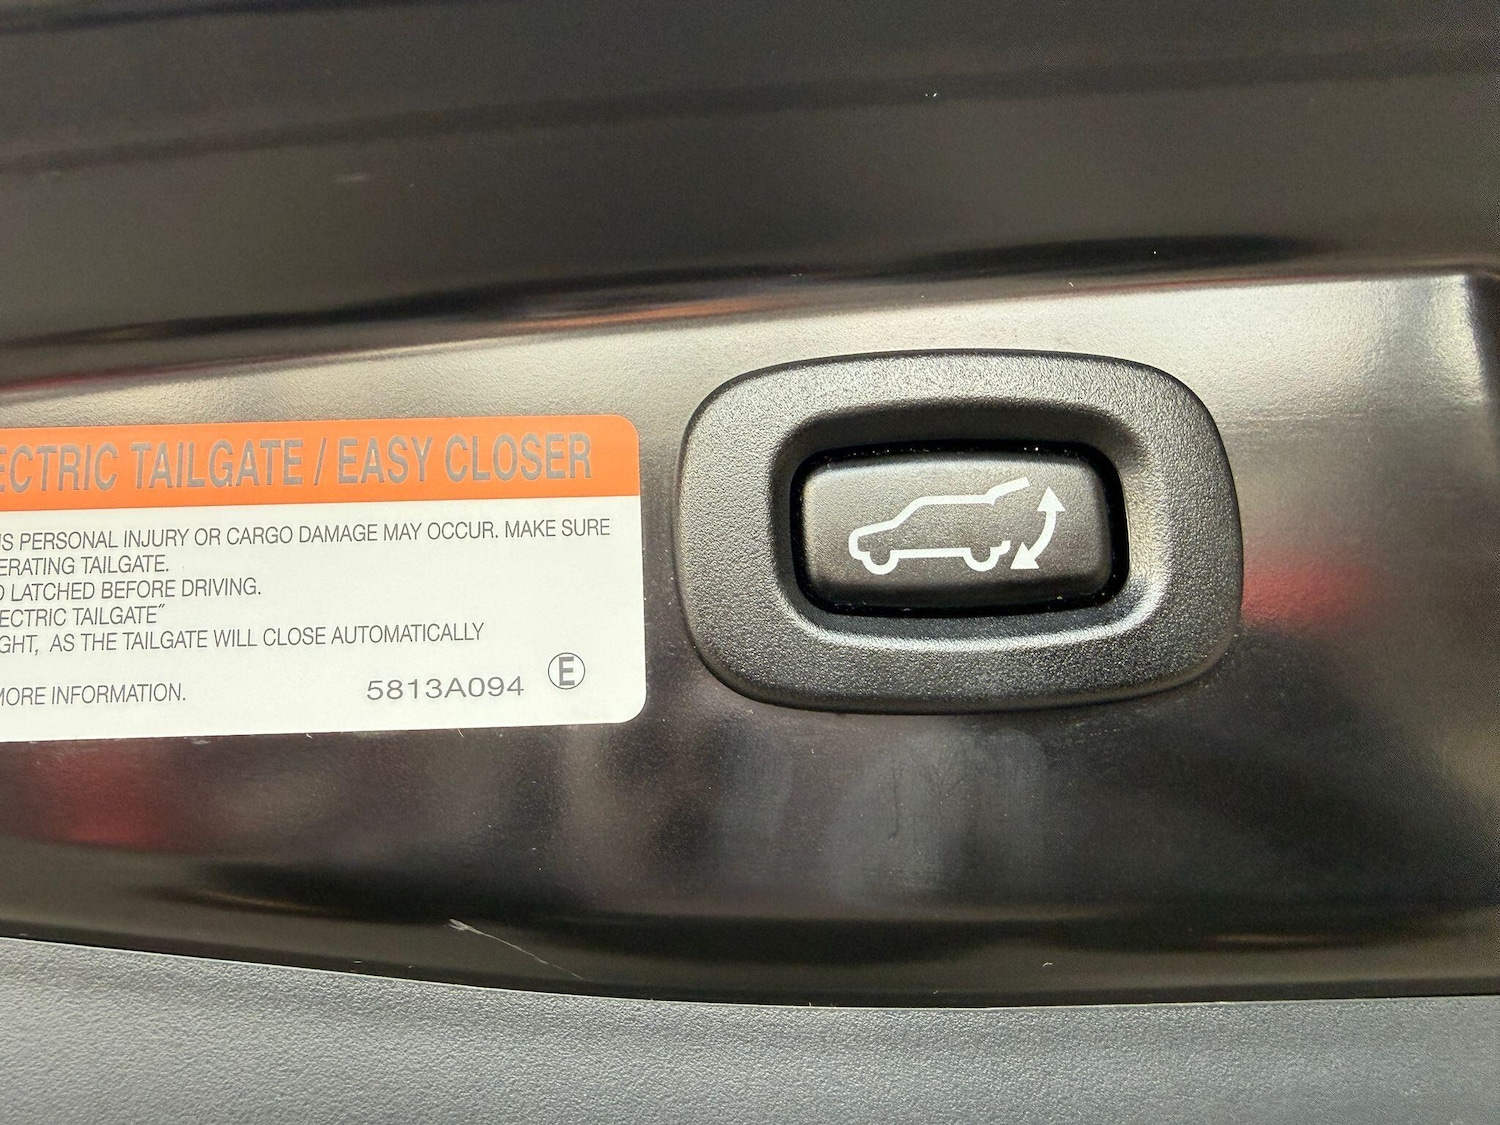 ECTRIC TAILGATE / EASY CLOSER
IS PERSONAL INJURY OR CARGO DAMAGE MAY OCCUR. MAKE SURE
ERATING TAILGATE.
D LATCHED BEFORE DRIVING.
ECTRIC TAILGATE"
GHT, AS THE TAILGATE WILL CLOSE AUTOMATICALLY
MORE INFORMATION.
5813A094 E